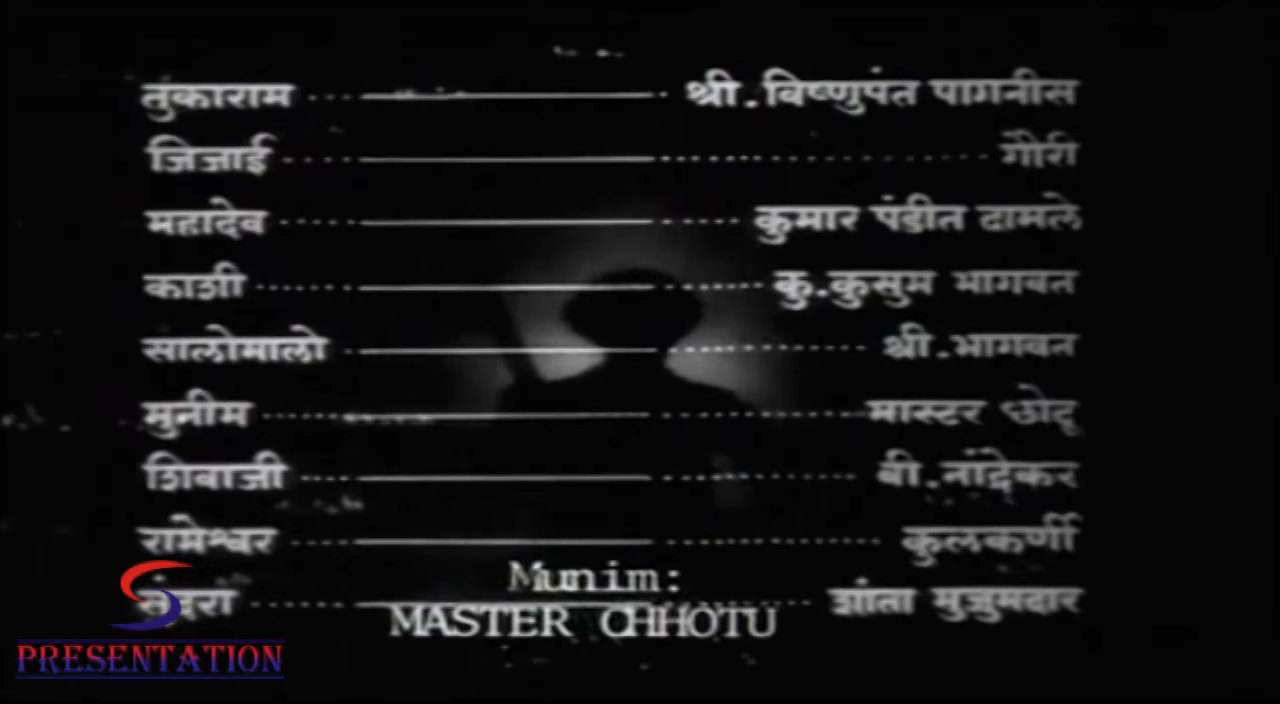 तुकाराम श्री.विष्णुपंत पागनीस
जिजाई गौरी
महादेव कुमार पंडीत दामले
काशी कु.कुसुम भागवत
सालोमालो श्री.भागवत
मुनीम मास्टर छोटू
शिवाजी बी.नांद्रेकर
रामेश्वर कुलकर्णी
शांता मुजुमदार
Munim:
MASTER CHHOTU
PRESENTATION